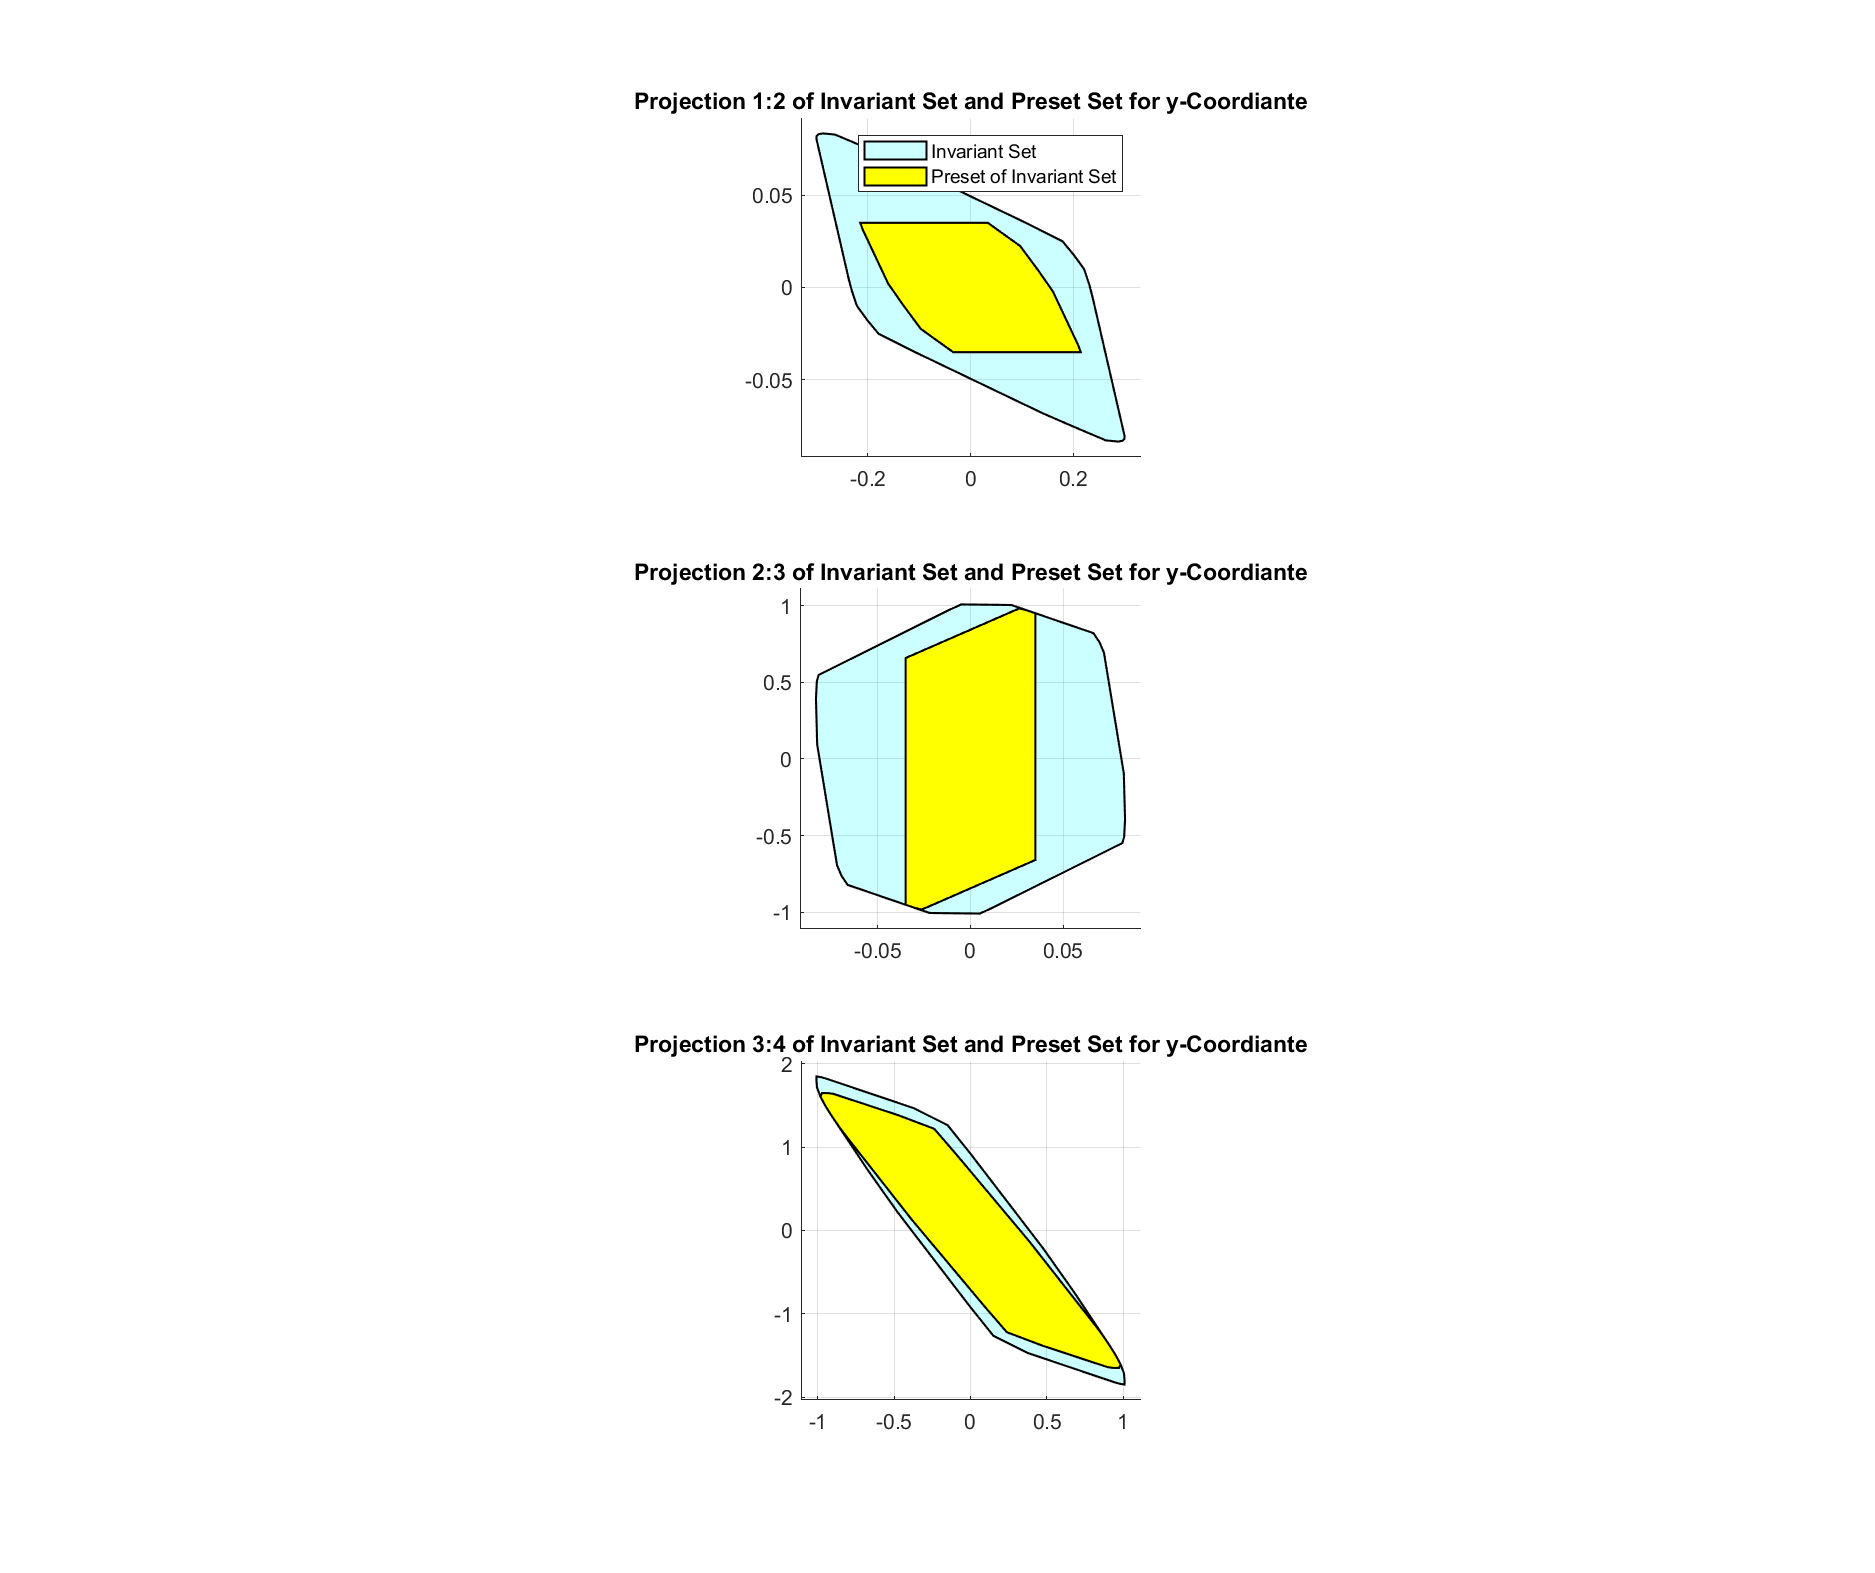 Projection 1:2 of Invariant Set and Preset Set for y-Coordiante
Invariant Set
Preset of Invariant Set
0.05
0
-0.05
-0.2 0 0.2
Projection 2:3 of Invariant Set and Preset Set for y-Coordiante
1
0.5
0
-0.5
-1
-0.05 0 0.05
Projection 3:4 of Invariant Set and Preset Set for y-Coordiante
2
1
0
-1
-2
-1 -0.5 0 0.5 1